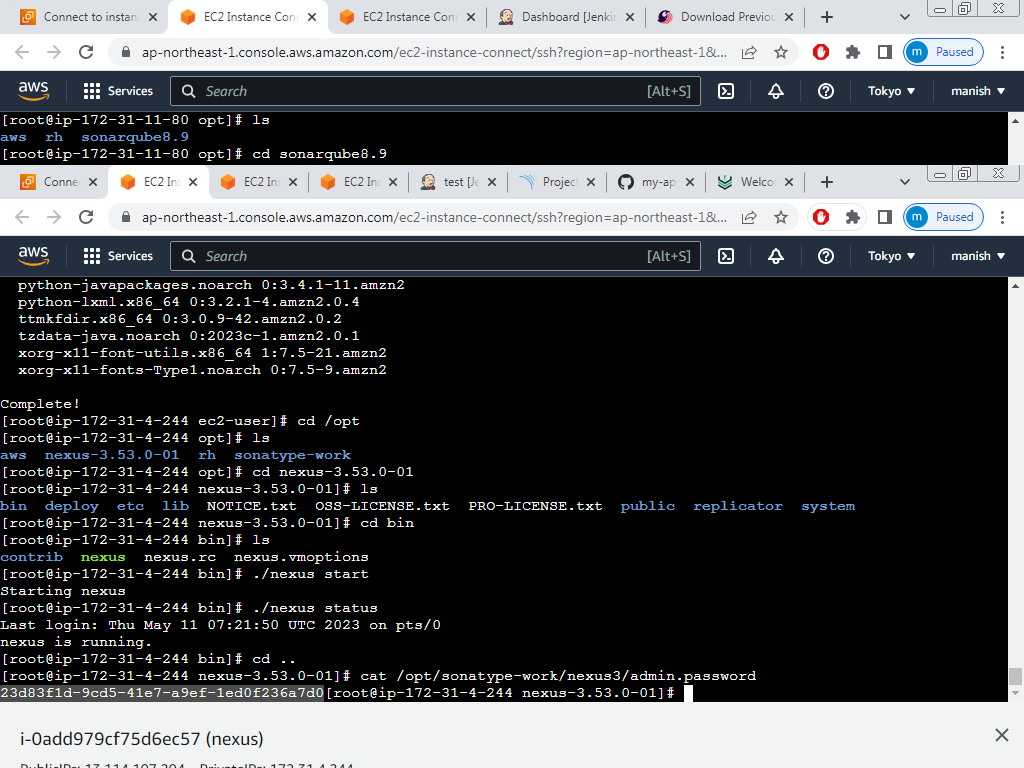 Connect to instan
EC2 Instance Conn
EC2 Instance Conn
Dashboard [Jenki
Download Previou
ap-northeast-1.console.aws.amazon.com/ec2-instance-connect/ssh?region=ap-northeast-1&...
m Paused
aws
Services
Search
[Alt+S]
Tokyo
manish
[root@ip-172-31-11-80 opt]# ls
aws rh sonarqube8.9
[root@ip-172-31-11-80 opt]# cd sonarqube8.9
Conne
EC2 In
EC2 In
EC2 In
test [Je
Project
my-ap
Welco
ap-northeast-1.console.aws.amazon.com/ec2-instance-connect/ssh?region=ap-northeast-1&...
m Paused
aws
Services
Search
[Alt+S]
Tokyo
manish
python-javapackages.noarch 0:3.4.1-11.amzn2
python-lxml.x86_64 0:3.2.1-4.amzn2.0.4
ttmkfdir.x86_64 0:3.0.9-42.amzn2.0.2
tzdata-java.noarch 0:2023c-1.amzn2.0.1
xorg-x11-font-utils.x86_64 1:7.5-21.amzn2
xorg-x11-fonts-Type1.noarch 0:7.5-9.amzn2
Complete!
[root@ip-172-31-4-244 ec2-user]# cd /opt
[root@ip-172-31-4-244 opt]# ls
aws nexus-3.53.0-01 rh sonatype-work
[root@ip-172-31-4-244 opt]# cd nexus-3.53.0-01
[root@ip-172-31-4-244 nexus-3.53.0-01]# ls
bin deploy etc lib NOTICE.txt OSS-LICENSE.txt PRO-LICENSE.txt public replicator system
[root@ip-172-31-4-244 nexus-3.53.0-01]# cd bin
[root@ip-172-31-4-244 bin]# ls
contrib nexus nexus.rc nexus.vmoptions
[root@ip-172-31-4-244 bin]# ./nexus start
Starting nexus
[root@ip-172-31-4-244 bin]# ./nexus status
Last login: Thu May 11 07:21:50 UTC 2023 on pts/0
nexus is running.
[root@ip-172-31-4-244 bin]# cd ..
[root@ip-172-31-4-244 nexus-3.53.0-01]# cat /opt/sonatype-work/nexus3/admin.password
23d83f1d-9cd5-41e7-a9ef-1ed0f236a7d0[root@ip-172-31-4-244 nexus-3.53.0-01]#
i-0add979cf75d6ec57 (nexus)
PublicIPs: 13.114.107.204 PrivateIPs: 172.31.4.244